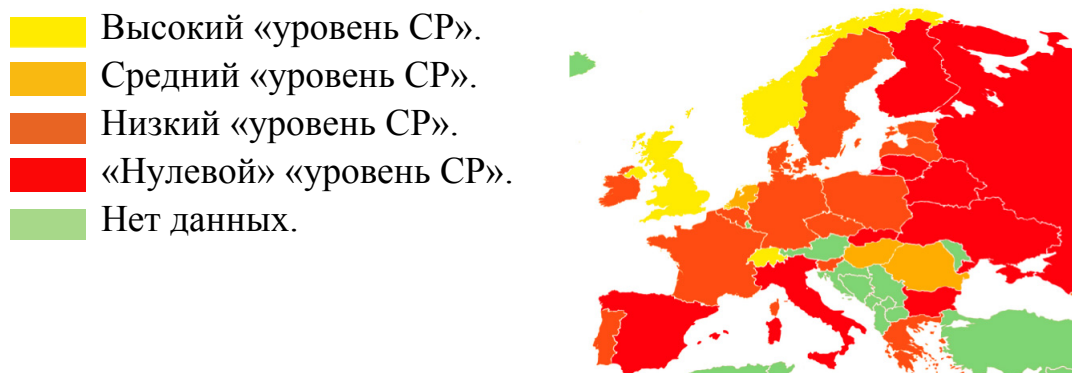 Высокий «уровень СР».
Средний «уровень СР».
Низкий «уровень СР».
«Нулевой» «уровень СР».
Нет данных.